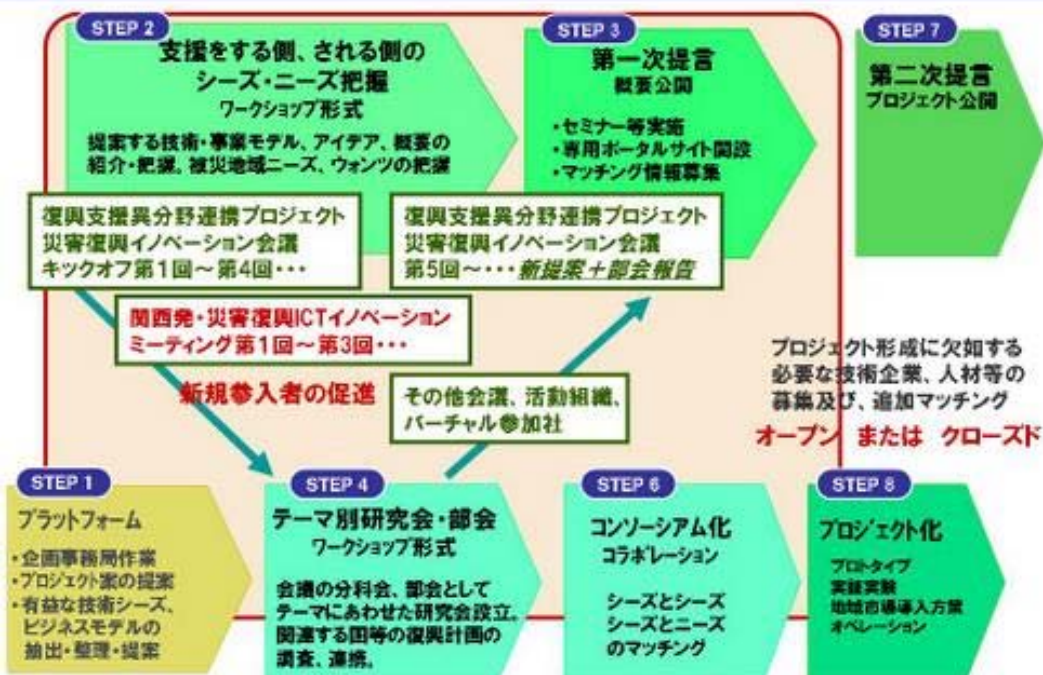 STEP 2
支援をする側、される側の
シーズ・ニーズ把握
ワークショップ形式
提案する技術・事業モデル、アイデア、概要の
紹介・把握。被災地域ニーズ、ウォンツの把握
STEP 3
第一次提言
概要公開
・セミナー等実施
・専用ポータルサイト開設
・マッチング情報募集
STEP 7
第二次提言
プロジェクト公開
復興支援異分野連携プロジェクト
災害復興イノベーション会議
キックオフ第1回～第4回・・・
復興支援異分野連携プロジェクト
災害復興イノベーション会議
第5回～・・・新提案＋部会報告
関西発・災害復興ICTイノベーション
ミーティング第1回～第3回・・・
新規参入者の促進
その他会議、活動組織、
バーチャル参加社
プロジェクト形成に欠如する
必要な技術企業、人材等の
募集及び、追加マッチング
オープン または クローズド
STEP 1
プラットフォーム
・企画事務局作業
・プロジェクト案の提案
・有益な技術シーズ、
ビジネスモデルの
抽出・整理・提案
STEP 4
テーマ別研究会・部会
ワークショップ形式
会議の分科会、部会として
テーマにあわせた研究会設立。
関連する国等の復興計画の
調査、連携。
STEP 6
コンソーシアム化
コラボレーション
シーズとシーズ
シーズとニーズ
のマッチング
STEP 8
プロジェクト化
プロトタイプ
実証実験
地域市場導入方策
オペレーション